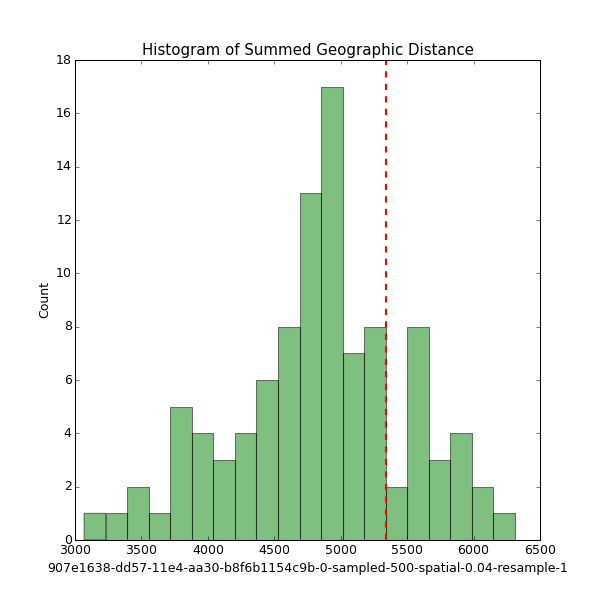 Histogram of Summed Geographic Distance
18
16
14
12
10
8
6
4
2
0
Count
3000 3500 4000 4500 5000 5500 6000 6500
907e1638-dd57-11e4-aa30-b8f6b1154c9b-0-sampled-500-spatial-0.04-resample-1